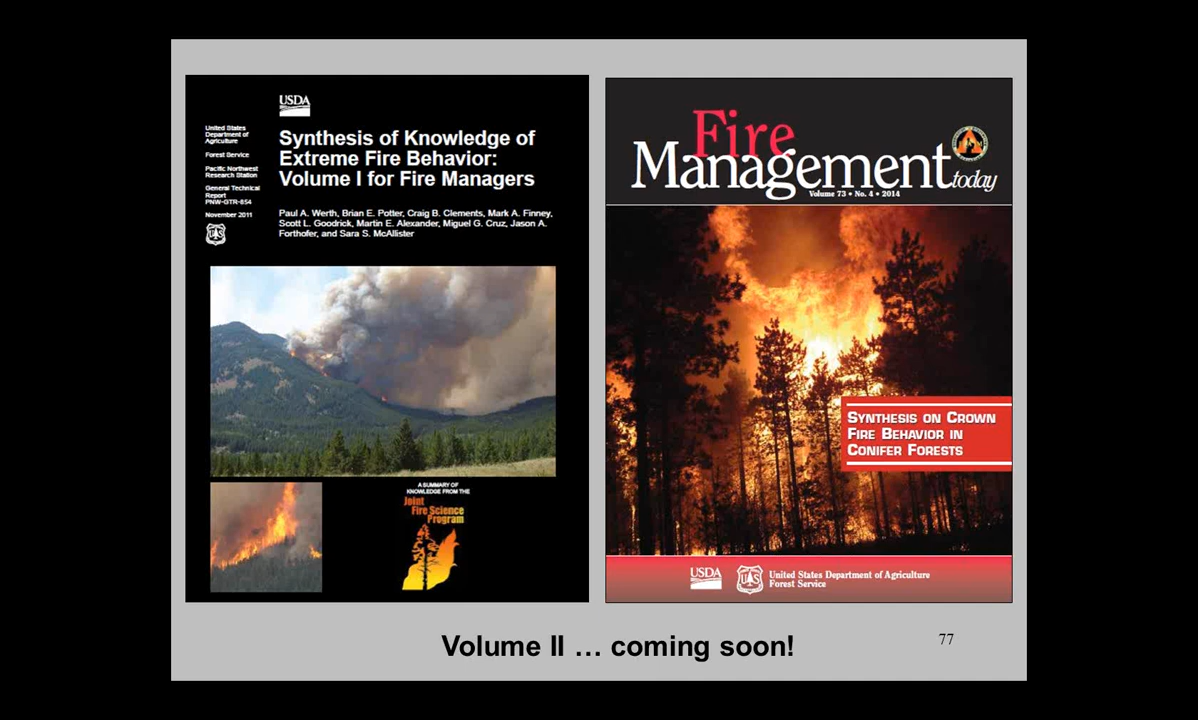 USDA
United States
Department of
Agriculture
Forest Service
Pacific Northwest
Research Station
General Technical
Report
PNW-GTR-854
November 2011
Synthesis of Knowledge of
Extreme Fire Behavior:
Volume I for Fire Managers
Paul A. Werth, Brian E. Potter, Craig B. Clements, Mark A. Finney,
Scott L. Goodrick, Martin E. Alexander, Miguel G. Cruz, Jason A.
Forthofer, and Sara S. McAllister
A SUMMARY OF
KNOWLEDGE FROM THE
Joint
Fire Science
Program
Fire
Management today
Volume 73 • No. 4 • 2014
SYNTHESIS ON CROWN
FIRE BEHAVIOR IN
CONIFER FORESTS
USDA
UAS
United States Department of Agriculture
Forest Service
Volume II … coming soon!
77